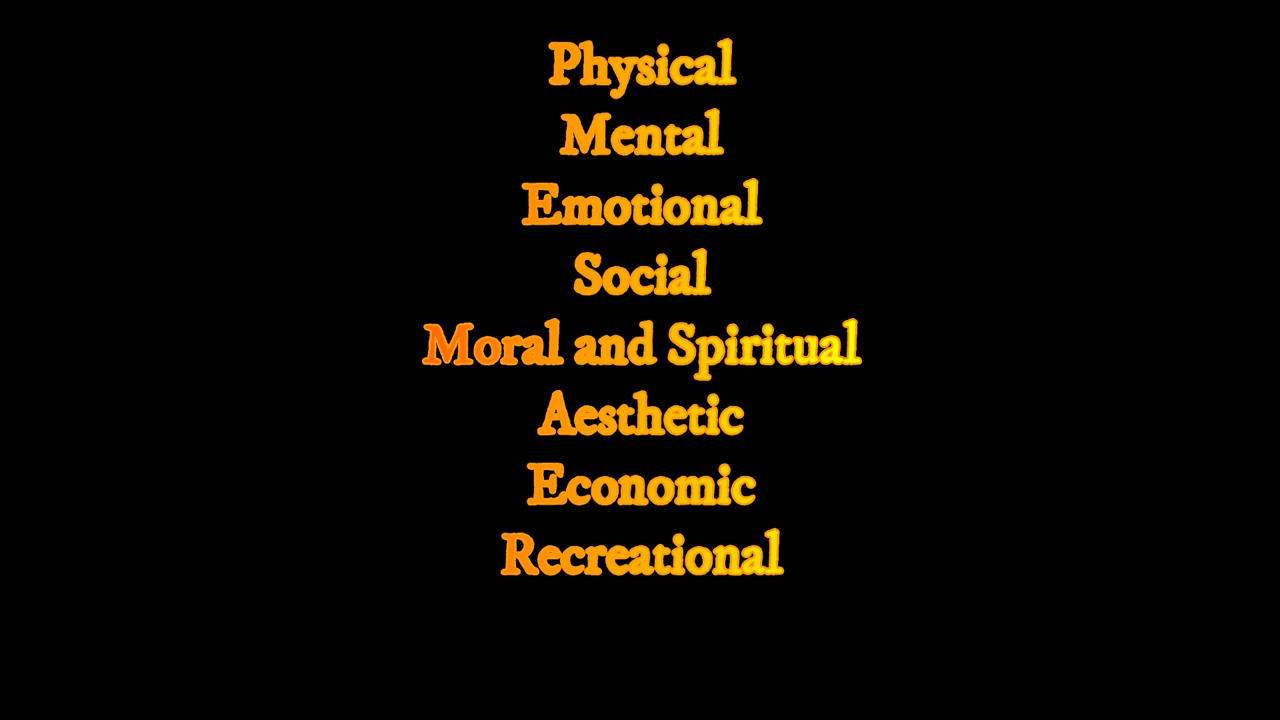 Physical
Mental
Emotional
Social
Moral and Spiritual
Aesthetic
Economic
Recreational